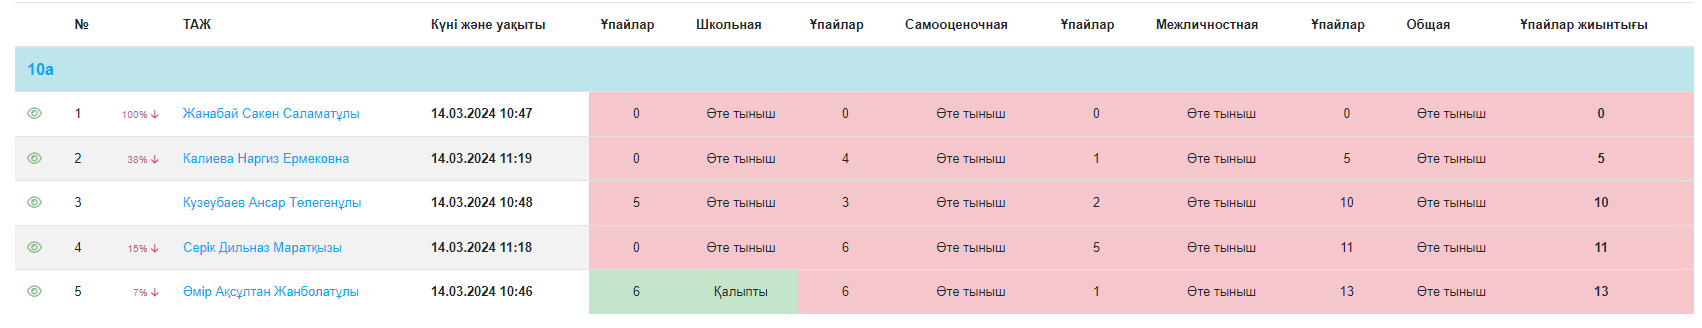 № ТАЖ Күні және уақыты Ұпайлар Школьная Ұпайлар Самооценочная Ұпайлар Межличностная Ұпайлар Общая Ұпайлар жиынтығы
10а
1 100% ↓ Жанабай Сакен Саламатұлы 14.03.2024 10:47 0 Өте тыныш 0 Өте тыныш 0 Өте тыныш 0 Өте тыныш 0
2 38% ↓ Калиева Наргиз Ермековна 14.03.2024 11:19 0 Өте тыныш 4 Өте тыныш 1 Өте тыныш 5 Өте тыныш 5
3 Кузеубаев Ансар Төлегенұлы 14.03.2024 10:48 5 Өте тыныш 3 Өте тыныш 2 Өте тыныш 10 Өте тыныш 10
4 15% ↓ Серік Дильназ Маратқызы 14.03.2024 11:18 0 Өте тыныш 6 Өте тыныш 5 Өте тыныш 11 Өте тыныш 11
5 7% ↓ Әмір Ақсұлтан Жанболатұлы 14.03.2024 10:46 6 Қалыпты 6 Өте тыныш 1 Өте тыныш 13 Өте тыныш 13